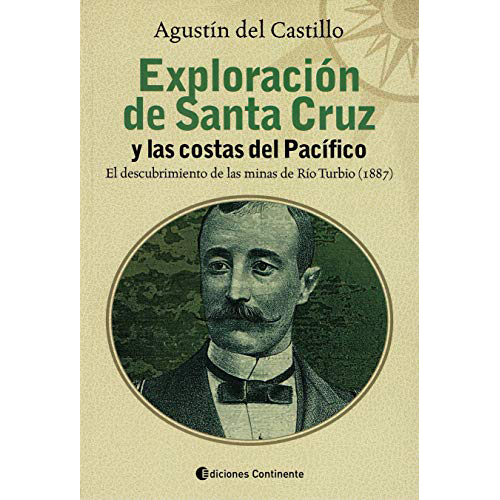 Agustín del Castillo
Exploración
de Santa Cruz
y las costas del Pacífico
El descubrimiento de las minas de Río Turbio (1887)
Ediciones Continente